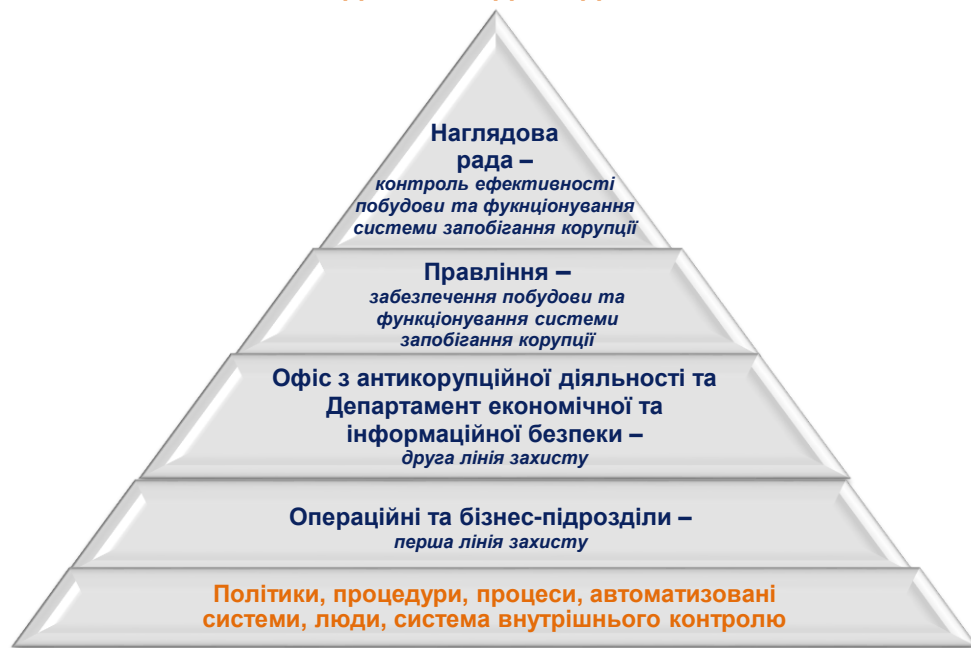 Наглядова
рада –
контроль ефективності
побудови та фукнціонування
системи запобігання корупції
Правління –
забезпечення побудови та
функціонування системи
запобігання корупції
Офіс з антикорупційної діяльності та
Департамент економічної та
інформаційної безпеки –
друга лінія захисту
Операційні та бізнес-підрозділи –
перша лінія захисту
Політики, процедури, процеси, автоматизовані
системи, люди, система внутрішнього контролю